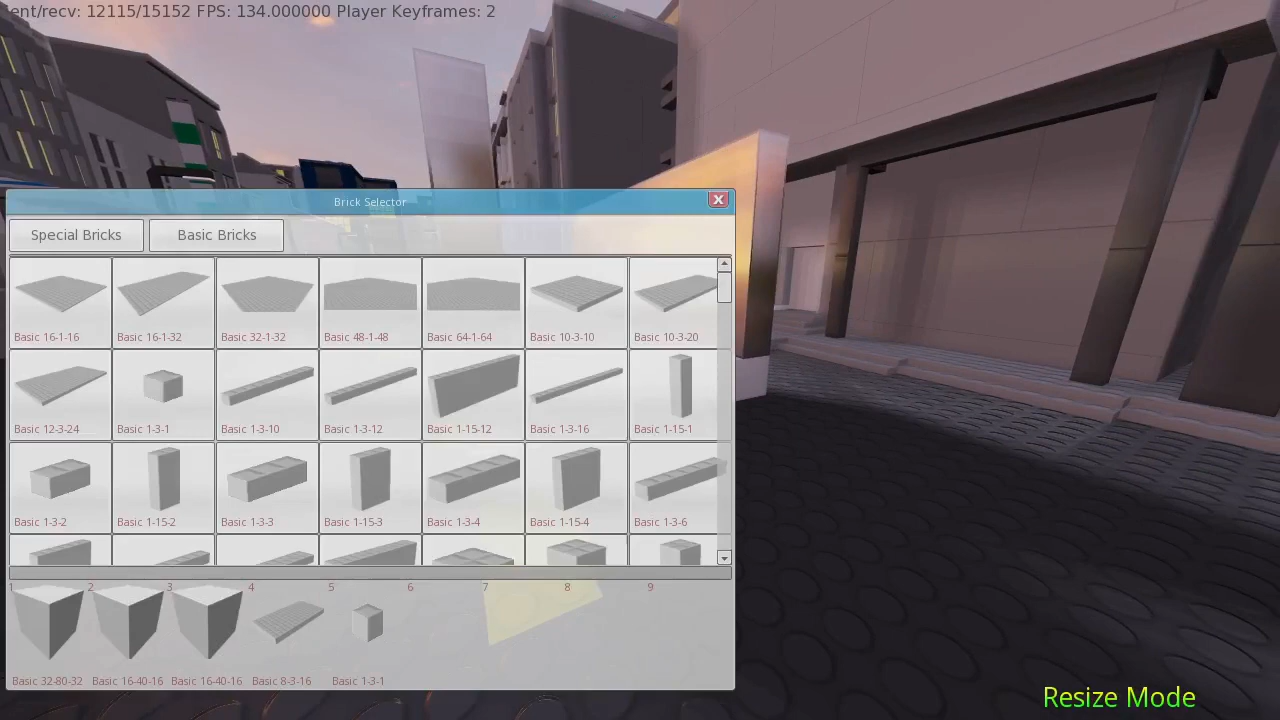 ent/recv: 12115/15152 FPS: 134.000000 Player Keyframes: 2
Brick Selector
Special Bricks Basic Bricks
Basic 16-1-16 Basic 16-1-32 Basic 32-1-32 Basic 48-1-48 Basic 64-1-64 Basic 10-3-10 Basic 10-3-20
Basic 12-3-24 Basic 1-3-1 Basic 1-3-10 Basic 1-3-12 Basic 1-15-12 Basic 1-3-16 Basic 1-15-1
Basic 1-3-2 Basic 1-15-2 Basic 1-3-3 Basic 1-15-3 Basic 1-3-4 Basic 1-15-4 Basic 1-3-6
1 2 3 4 5 6 7 8 9
Basic 32-80-32 Basic 16-40-16 Basic 16-40-16 Basic 8-3-16 Basic 1-3-1
Resize Mode